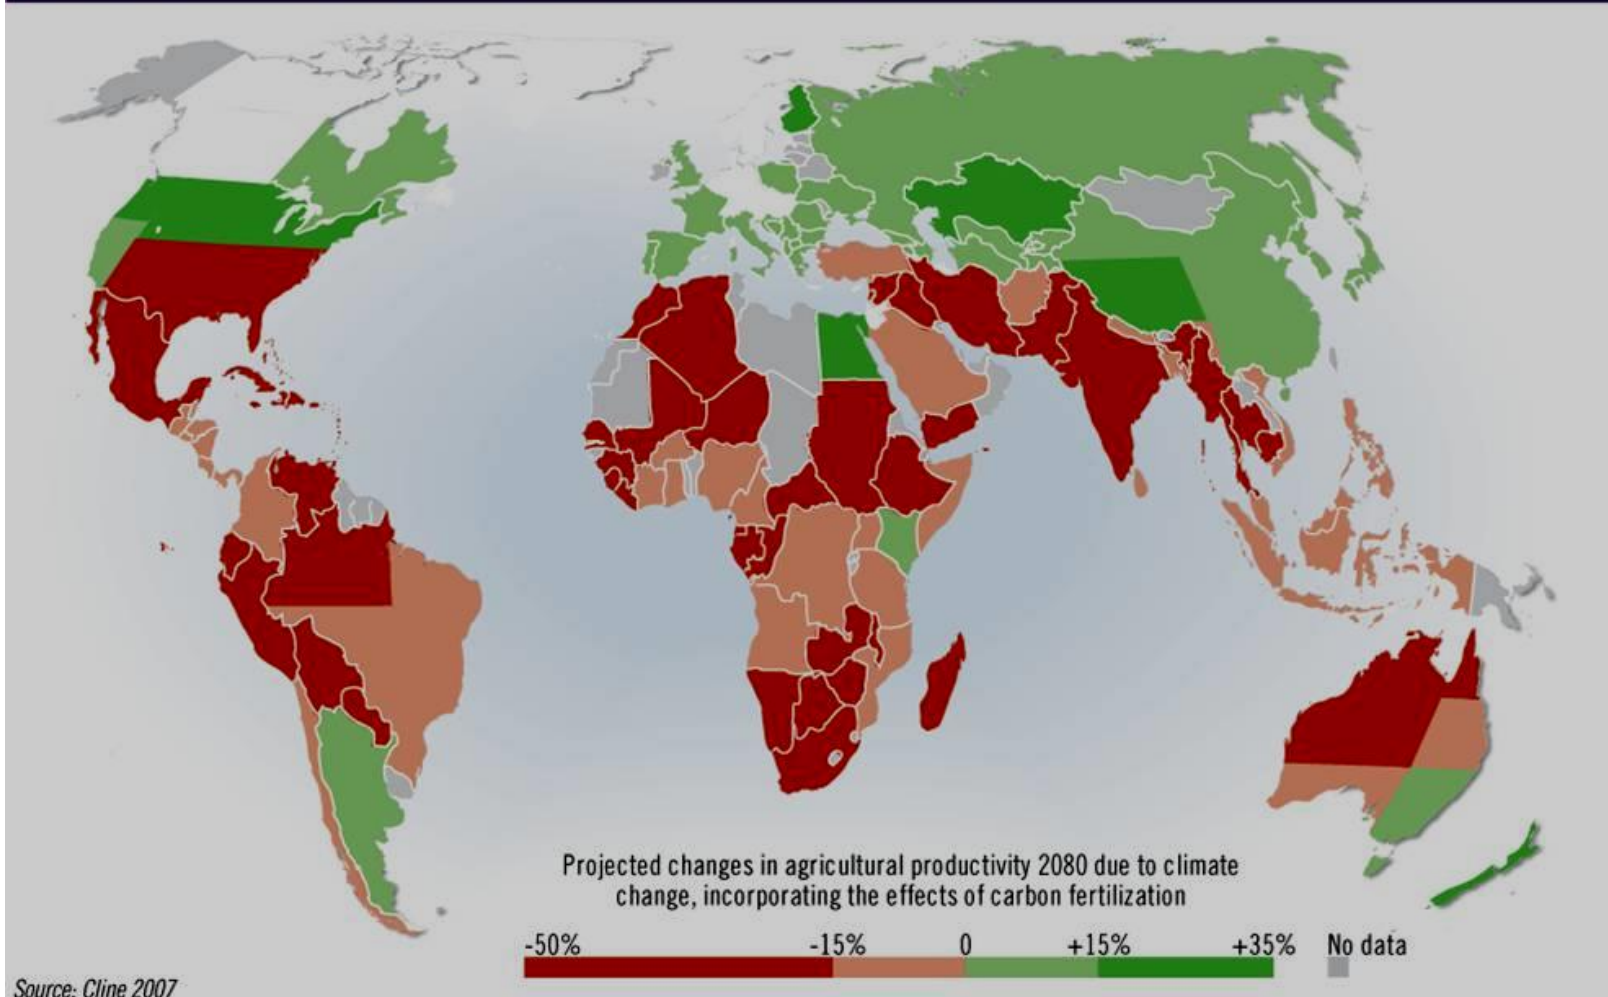 Projected changes in agricultural productivity 2080 due to climate
change, incorporating the effects of carbon fertilization
-50% -15% 0 +15% +35% No data
Source: Cline 2007